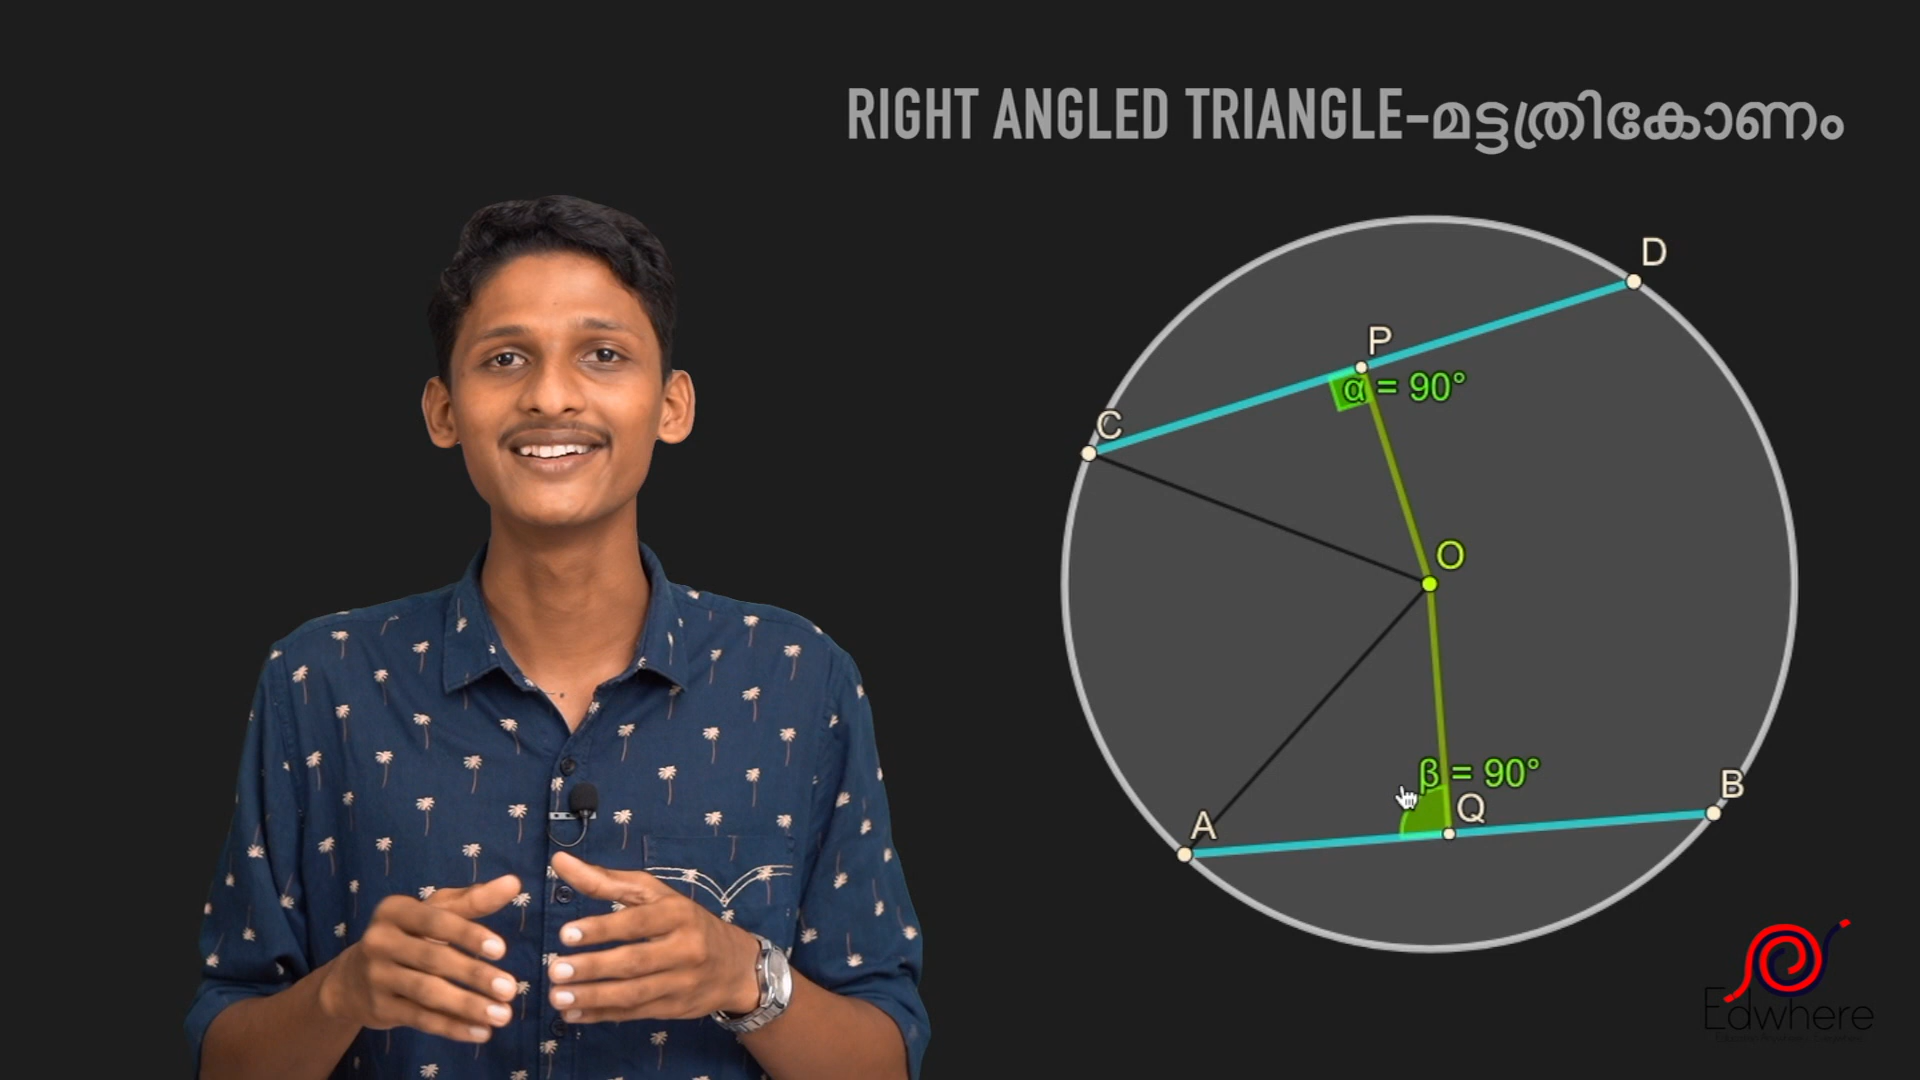 RIGHT ANGLED TRIANGLE-മട്ടത്രികോണം
D
P
α = 90°
C
O
β = 90°
B
Q
A
Edwhere